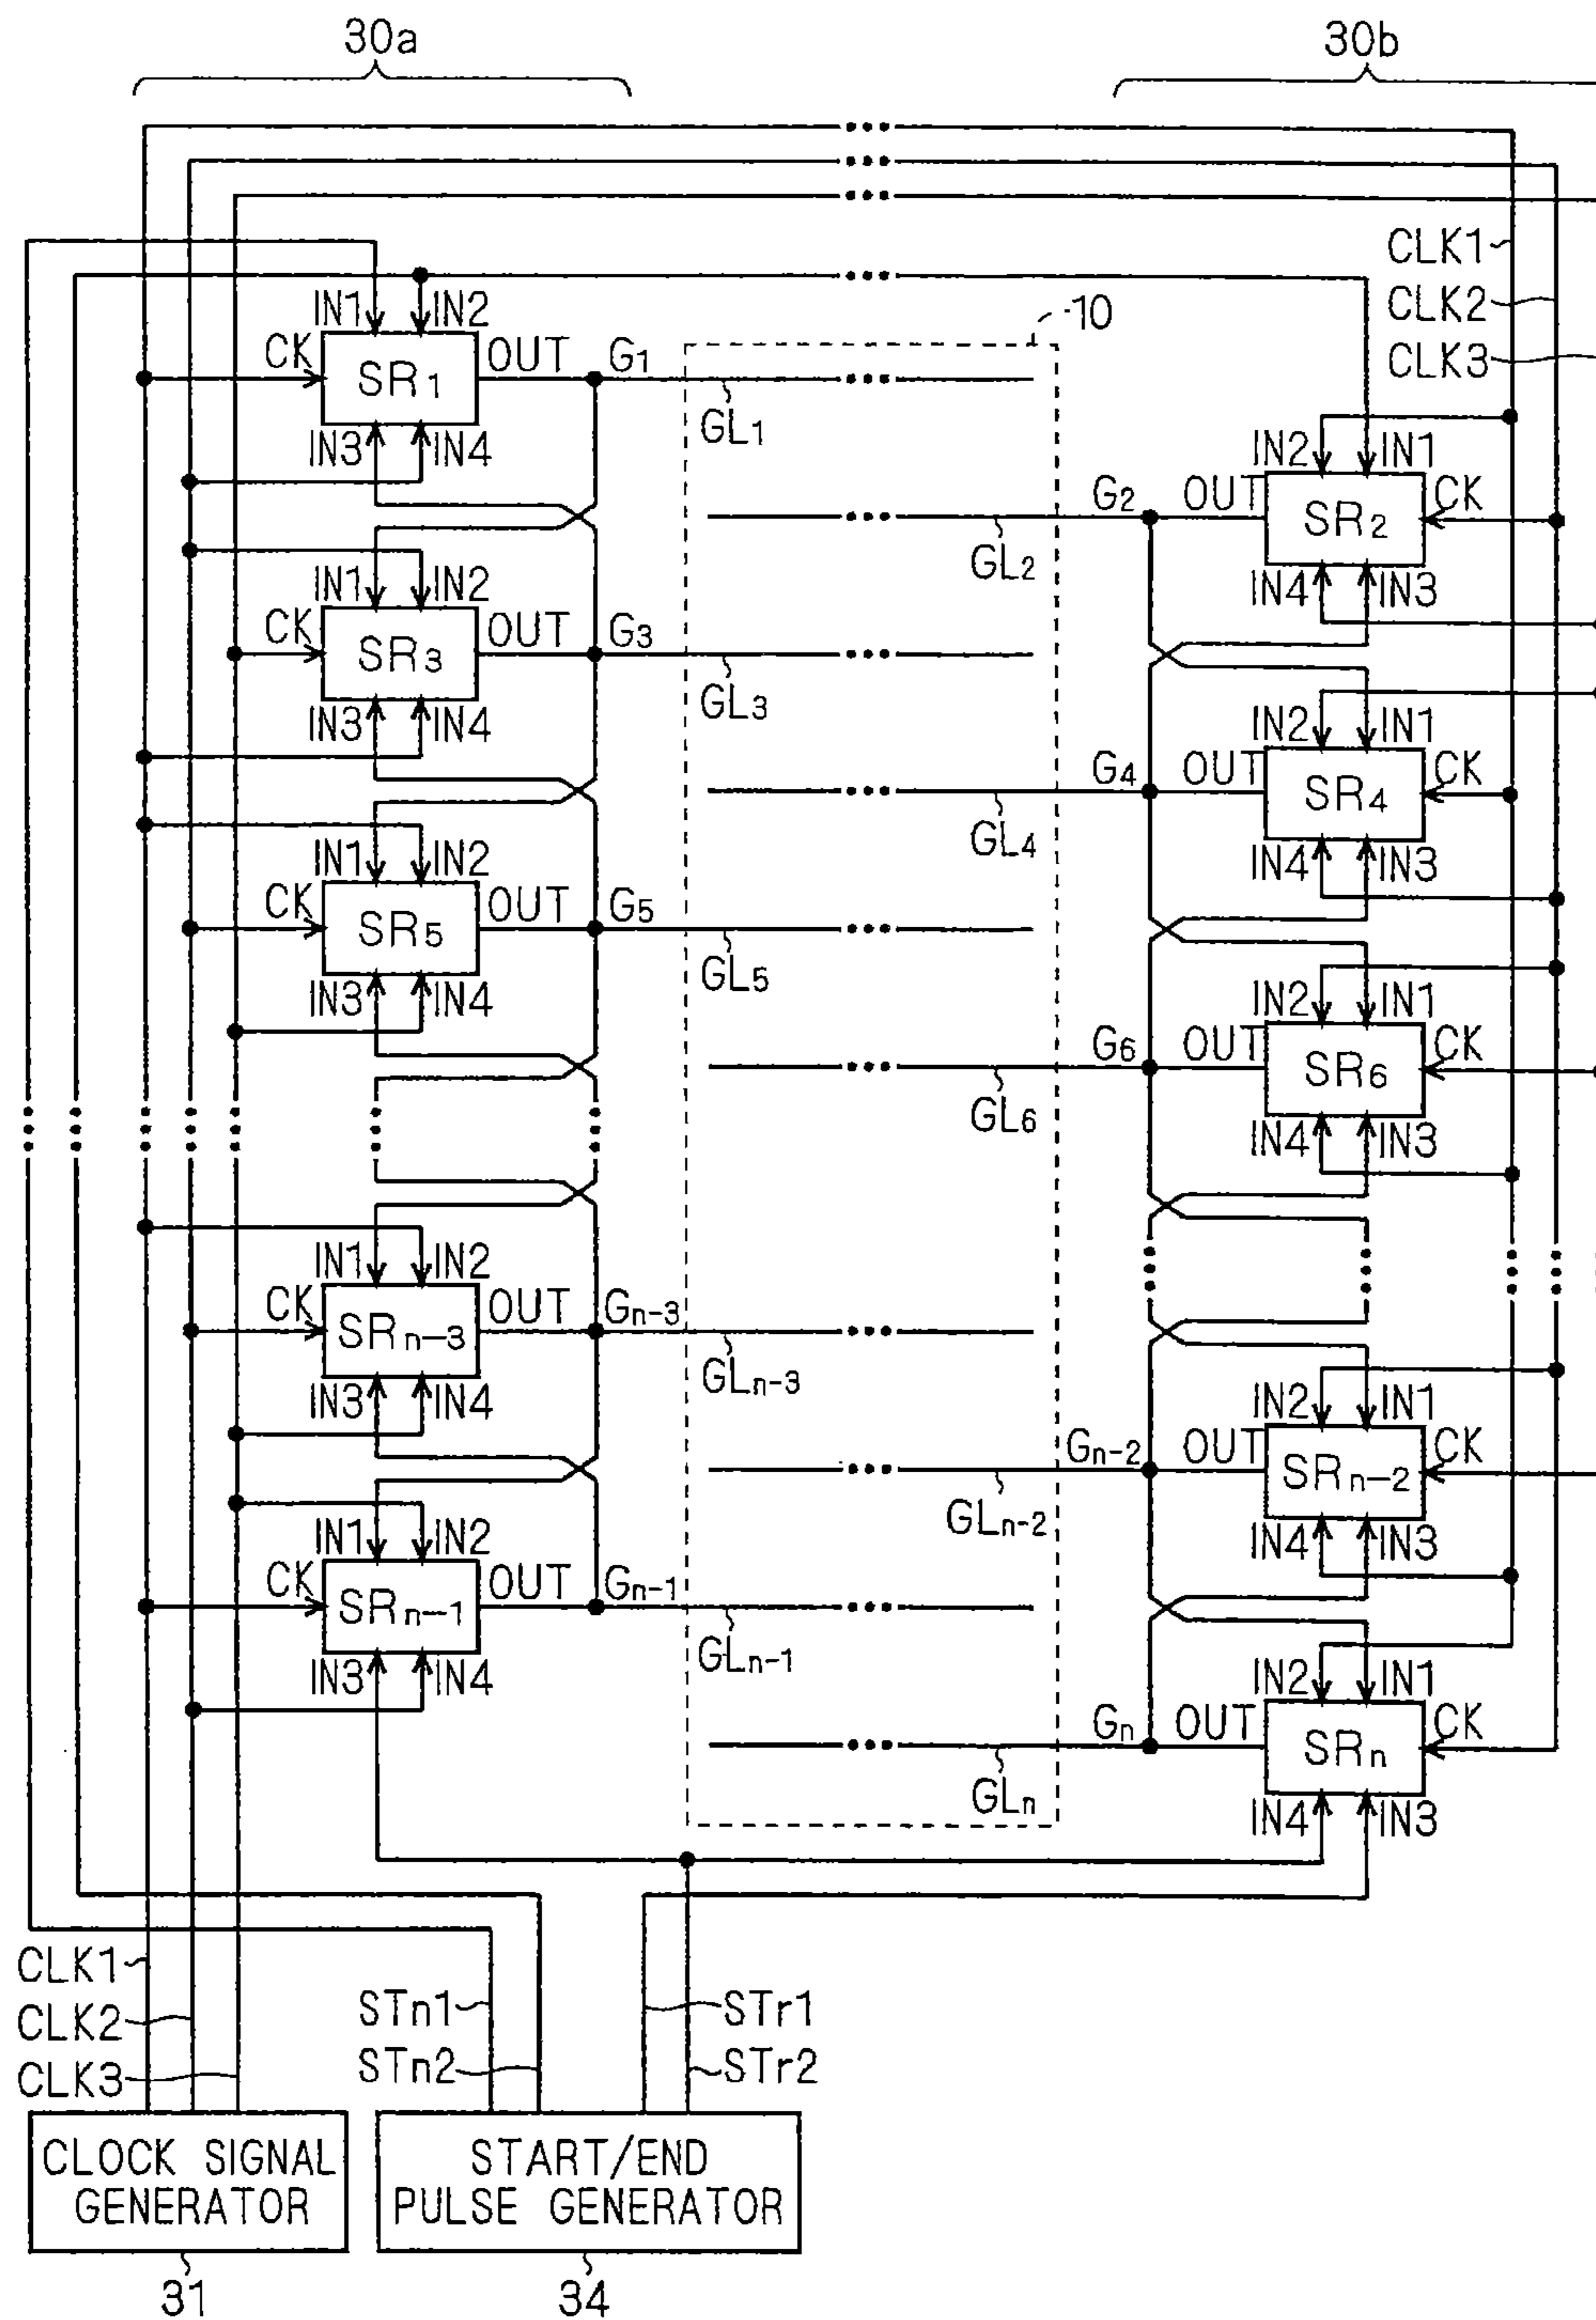 30a 30b
CLK1
CLK2
CLK3
10
IN1 IN2
CK SR1 OUT G1
GL1
IN3 IN4
IN2 IN1
G2 OUT SR2 CK
GL2
IN4 IN3
IN1 IN2
CK SR3 OUT G3
GL3
IN3 IN4
IN2 IN1
G4 OUT SR4 CK
GL4
IN4 IN3
IN1 IN2
CK SR5 OUT G5
GL5
IN3 IN4
IN2 IN1
G6 OUT SR6 CK
GL6
IN4 IN3
IN1 IN2
CK SRn-3 OUT Gn-3
GLn-3
IN3 IN4
IN2 IN1
Gn-2 OUT SRn-2 CK
GLn-2
IN4 IN3
IN1 IN2
CK SRn-1 OUT Gn-1
GLn-1
IN3 IN4
IN2 IN1
Gn OUT SRn CK
GLn
IN4 IN3
CLK1
CLK2
CLK3
STn1 STr1
STn2 STr2
CLOCK SIGNAL
GENERATOR
START/END
PULSE GENERATOR
31 34